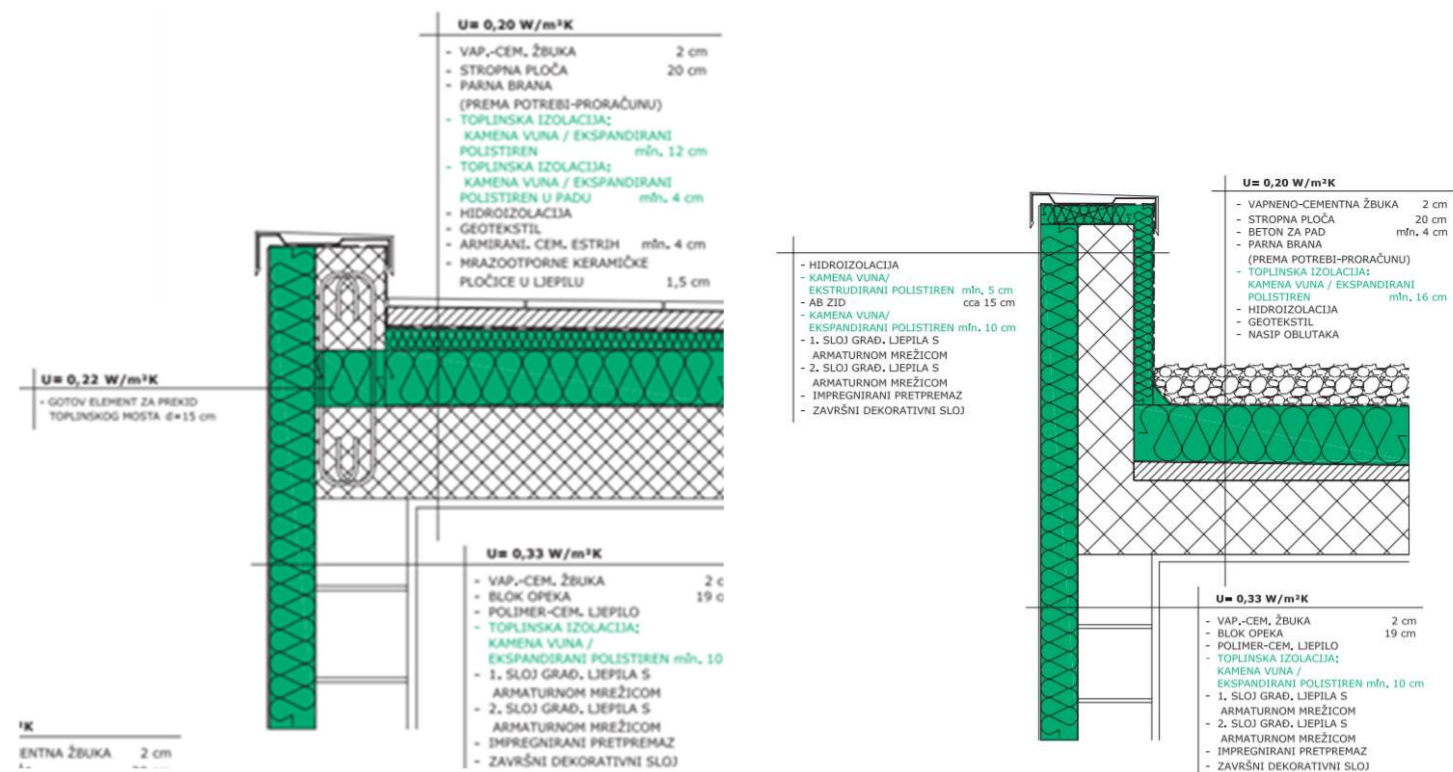 U= 0,20 W/m²K
- VAP.-CEM. ŽBUKA 2 cm
- STROPNA PLOČA 20 cm
- PARNA BRANA
(PREMA POTREBI-PRORAČUNU)
- TOPLINSKA IZOLACIJA:
KAMENA VUNA / EKSPANDIRANI
POLISTIREN min. 12 cm
- TOPLINSKA IZOLACIJA:
KAMENA VUNA / EKSPANDIRANI
POLISTIREN U PADU min. 4 cm
- HIDROIZOLACIJA
- GEOTEKSTIL
- ARMIRANI. CEM. ESTRIH min. 4 cm
- MRAZOOTPORNE KERAMIČKE
PLOČICE U LJEPILU 1,5 cm
U= 0,22 W/m²K
- GOTOV ELEMENT ZA PREKID
TOPLINSKOG MOSTA d=15 cm
U= 0,33 W/m²K
- VAP.-CEM. ŽBUKA 2 c
- BLOK OPEKA 19 c
- POLIMER-CEM. LJEPILO
- TOPLINSKA IZOLACIJA:
KAMENA VUNA /
EKSPANDIRANI POLISTIREN min. 10
- 1. SLOJ GRAĐ. LJEPILA S
ARMATURNOM MREŽICOM
- 2. SLOJ GRAĐ. LJEPILA S
ARMATURNOM MREŽICOM
- IMPREGNIRANI PRETPREMAZ
- ZAVRŠNI DEKORATIVNI SLOJ
²K
ENTNA ŽBUKA 2 cm
U= 0,20 W/m²K
- VAPNENO-CEMENTNA ŽBUKA 2 cm
- STROPNA PLOČA 20 cm
- BETON ZA PAD min. 4 cm
- PARNA BRANA
(PREMA POTREBI-PRORAČUNU)
- TOPLINSKA IZOLACIJA:
KAMENA VUNA / EKSPANDIRANI
POLISTIREN min. 16 cm
- HIDROIZOLACIJA
- GEOTEKSTIL
- NASIP OBLUTAKA
- HIDROIZOLACIJA
- KAMENA VUNA/
EKSTRUDIRANI POLISTIREN min. 5 cm
- AB ZID cca 15 cm
- KAMENA VUNA/
EKSPANDIRANI POLISTIREN min. 10 cm
- 1. SLOJ GRAĐ. LJEPILA S
ARMATURNOM MREŽICOM
- 2. SLOJ GRAĐ. LJEPILA S
ARMATURNOM MREŽICOM
- IMPREGNIRANI PRETPREMAZ
- ZAVRŠNI DEKORATIVNI SLOJ
U= 0,33 W/m²K
- VAP.-CEM. ŽBUKA 2 cm
- BLOK OPEKA 19 cm
- POLIMER-CEM. LJEPILO
- TOPLINSKA IZOLACIJA:
KAMENA VUNA /
EKSPANDIRANI POLISTIREN min. 10 cm
- 1. SLOJ GRAĐ. LJEPILA S
ARMATURNOM MREŽICOM
- 2. SLOJ GRAĐ. LJEPILA S
ARMATURNOM MREŽICOM
- IMPREGNIRANI PRETPREMAZ
- ZAVRŠNI DEKORATIVNI SLOJ